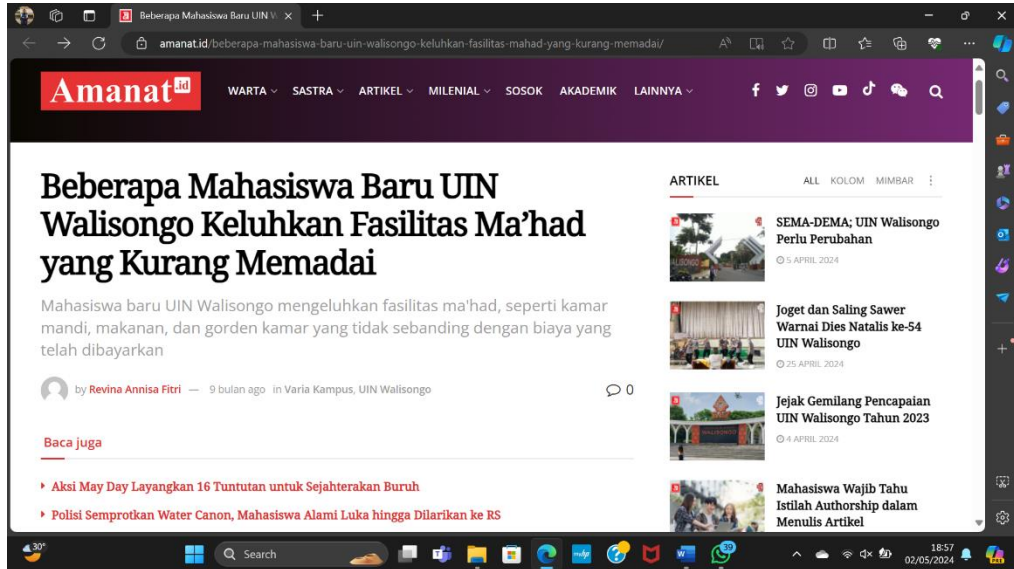 Beberapa Mahasiswa Baru UIN W
amanat.id/beberapa-mahasiswa-baru-uin-walisongo-keluhkan-fasilitas-mahad-yang-kurang-memadai/
Amanat.id
WARTA SASTRA ARTIKEL MILENIAL SOSOK AKADEMIK LAINNYA
Beberapa Mahasiswa Baru UIN
Walisongo Keluhkan Fasilitas Ma'had
yang Kurang Memadai
Mahasiswa baru UIN Walisongo mengeluhkan fasilitas ma'had, seperti kamar
mandi, makanan, dan gorden kamar yang tidak sebanding dengan biaya yang
telah dibayarkan
by Revina Annisa Fitri — 9 bulan ago in Varia Kampus, UIN Walisongo
0
Baca juga
Aksi May Day Layangkan 16 Tuntutan untuk Sejahterakan Buruh
Polisi Semprotkan Water Canon, Mahasiswa Alami Luka hingga Dilarikan ke RS
ARTIKEL
ALL KOLOM MIMBAR
SEMA-DEMA; UIN Walisongo
Perlu Perubahan
5 APRIL 2024
Joget dan Saling Sawer
Warnai Dies Natalis ke-54
UIN Walisongo
25 APRIL 2024
Jejak Gemilang Pencapaian
UIN Walisongo Tahun 2023
4 APRIL 2024
Mahasiswa Wajib Tahu
Istilah Authorship dalam
Menulis Artikel
30°
Search
39
18:57
02/05/2024